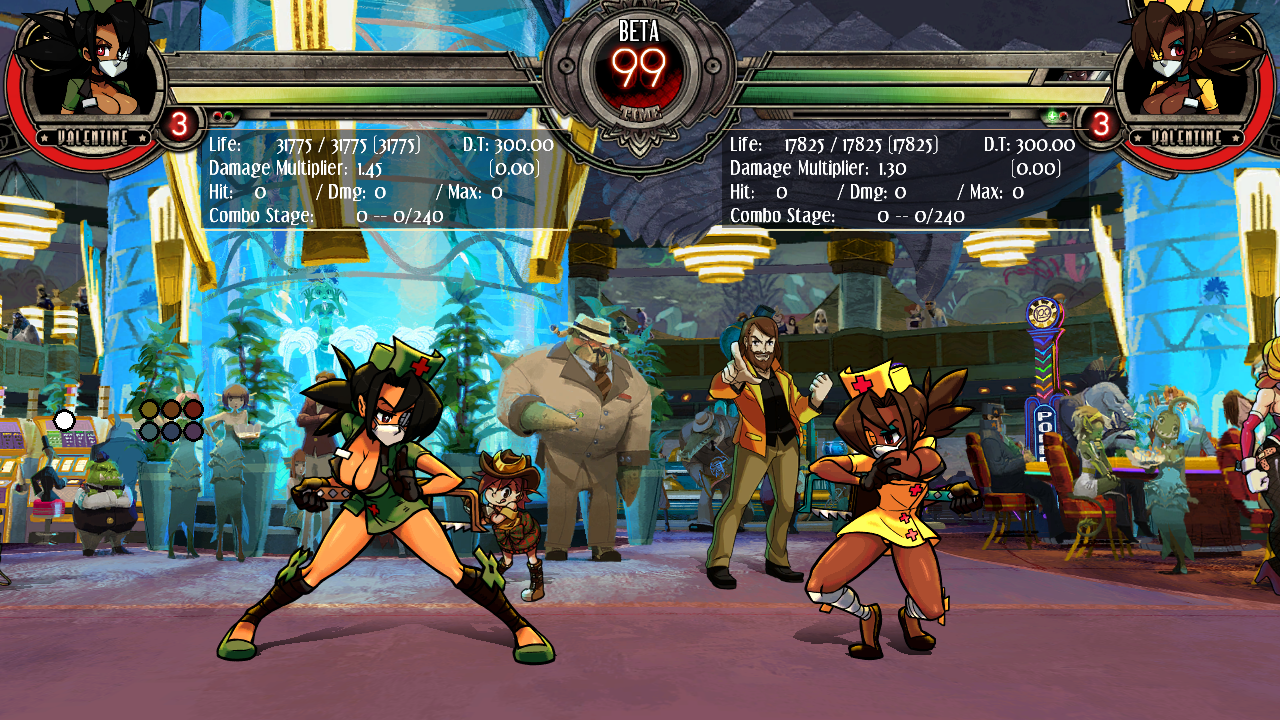 BETA
99
TIME
VALENTINE
3
3
VALENTINE
Life: 31775 / 31775 (31775) D.T: 300.00
Damage Multiplier: 1.45 (0.00)
Hit: 0 / Dmg: 0 / Max: 0
Combo Stage: 0 -- 0/240
Life: 17825 / 17825 (17825) D.T: 300.00
Damage Multiplier: 1.30 (0.00)
Hit: 0 / Dmg: 0 / Max: 0
Combo Stage: 0 -- 0/240